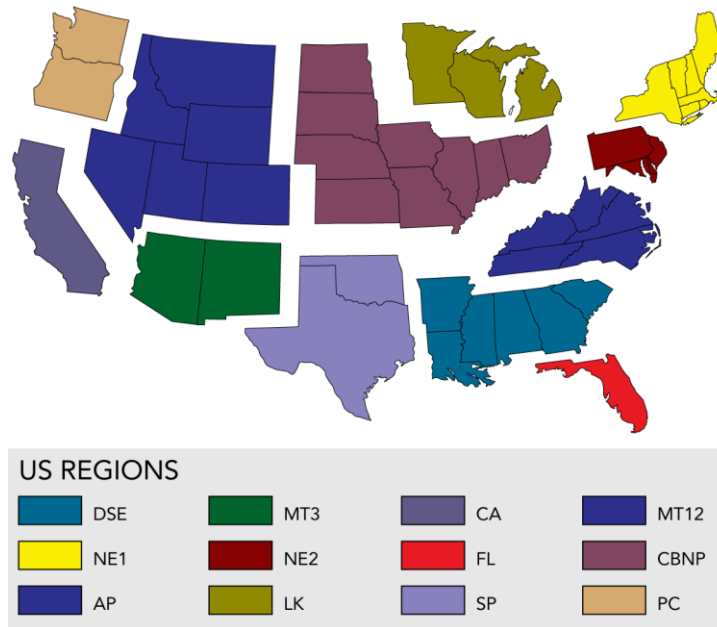 US REGIONS
DSE MT3 CA MT12
NE1 NE2 FL CBNP
AP LK SP PC